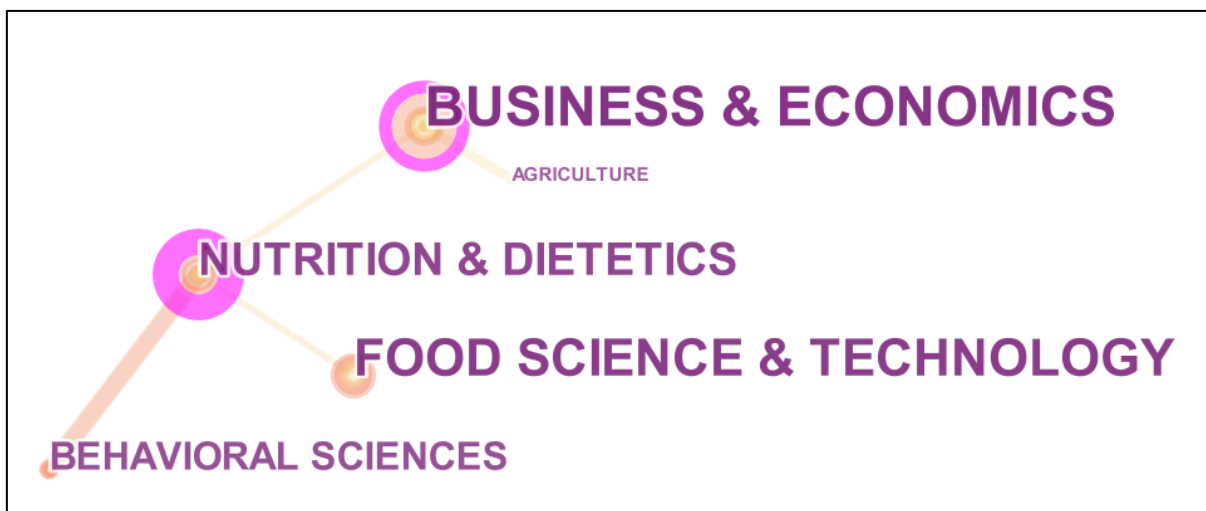 BUSINESS & ECONOMICS
AGRICULTURE
NUTRITION & DIETETICS
FOOD SCIENCE & TECHNOLOGY
BEHAVIORAL SCIENCES